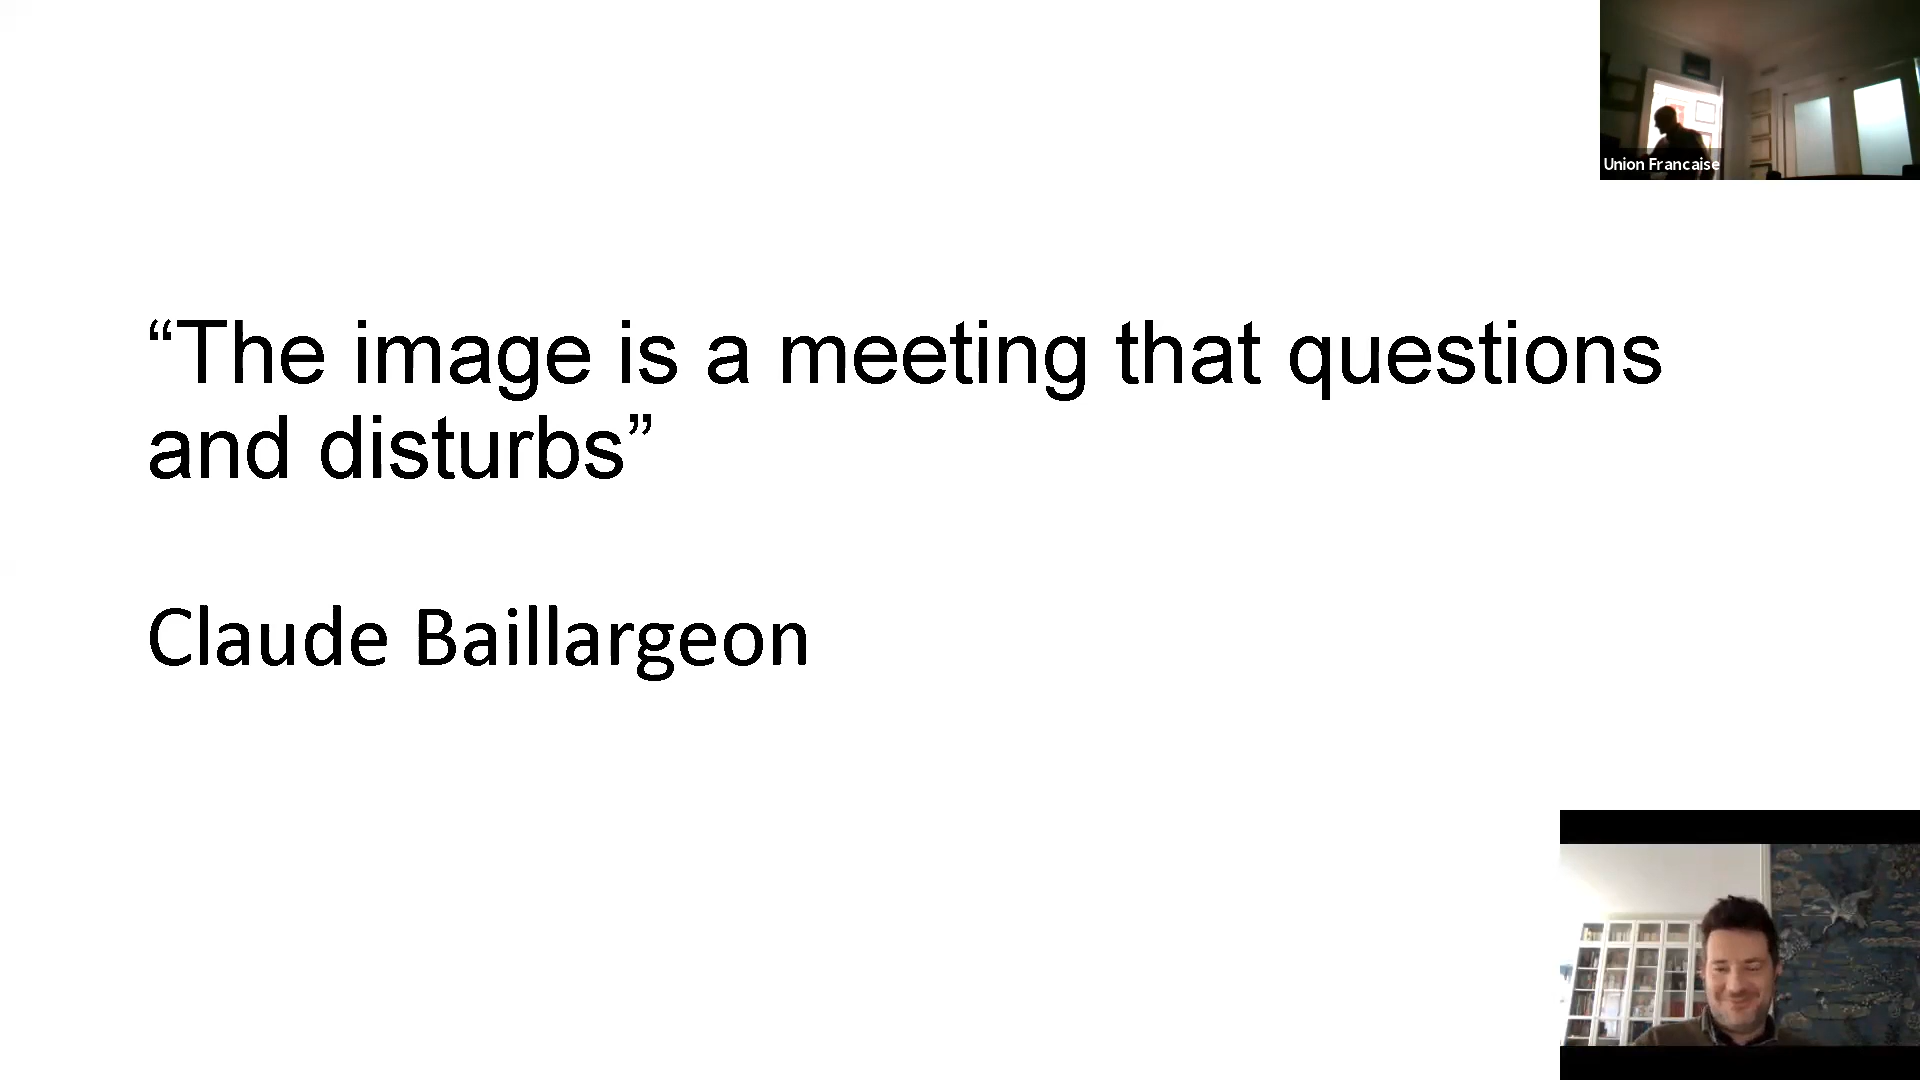 Union Francaise
“The image is a meeting that questions
and disturbs”
Claude Baillargeon